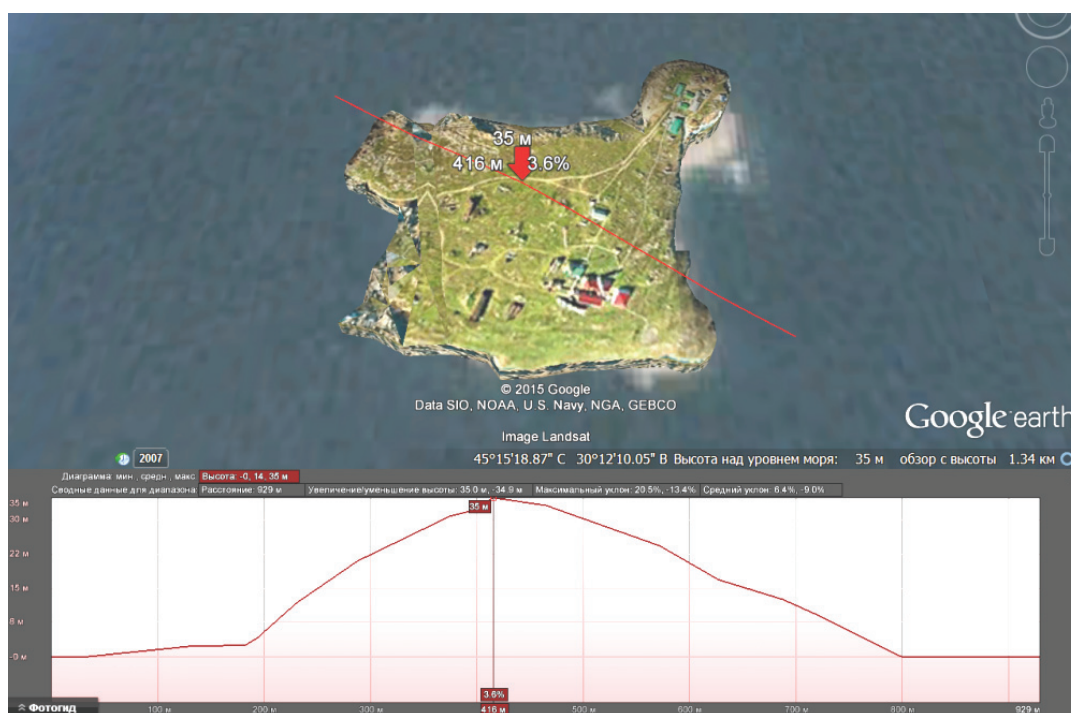 35 м
416 м 3.6%
© 2015 Google
Data SIO, NOAA, U.S. Navy, NGA, GEBCO
Image Landsat
Google earth
2007
45°15'18.87" С 30°12'10.05" В Высота над уровнем моря: 35 м обзор с высоты 1.34 км
Диаграмма: мин., средн., макс. Высота: -0, 14, 35 м
Сводные данные для диапазона: Расстояние: 929 м Увеличение/уменьшение высоты: 35.0 м, -34.9 м Максимальный уклон: 20.5%, -13.4% Средний уклон: 6.4%, -9.0%
35 м
35 м
30 м
22 м
15 м
8 м
-0 м
3.6%
Фотогид
100 м 200 м 300 м 416 м 500 м 600 м 700 м 800 м 929 м